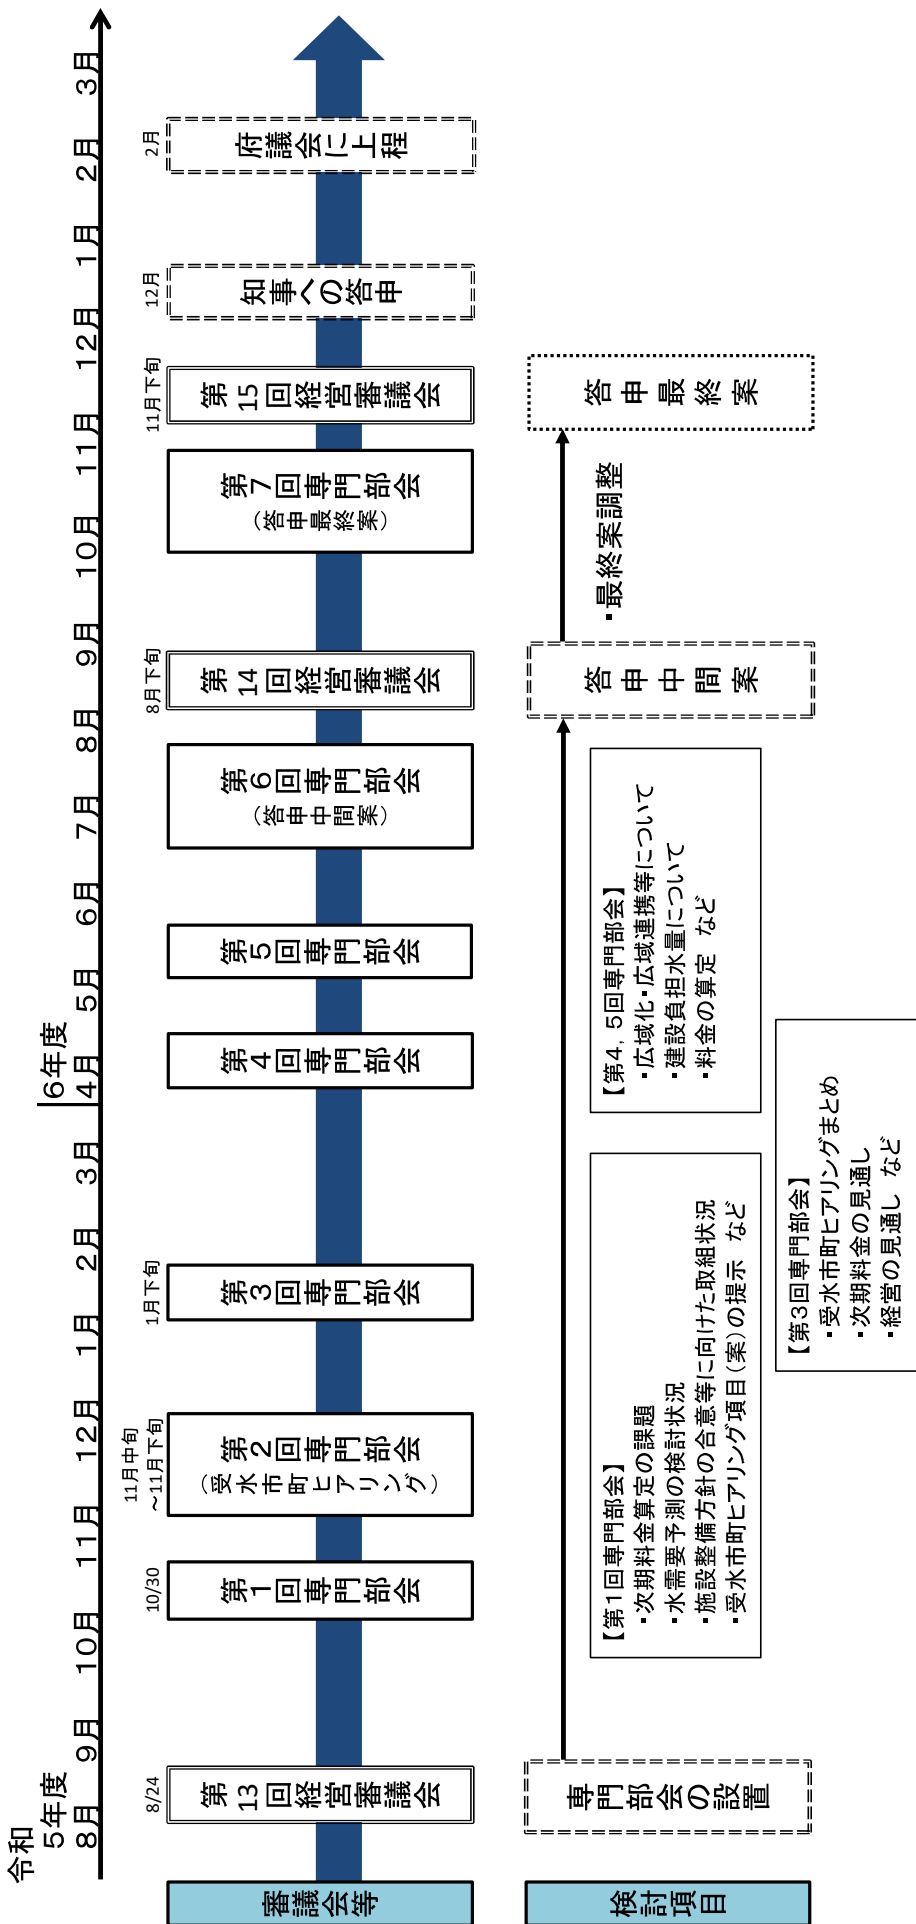 令和
5年度
6年度
8月
9月
10月
11月
12月
1月
2月
3月
4月
5月
6月
7月
8月
9月
10月
11月
12月
1月
2月
3月
審議会等
8/24
第13回経営審議会
10/30
第1回専門部会
11月中旬
～11月下旬
第2回専門部会
（受水市町ヒアリング）
1月下旬
第3回専門部会
第4回専門部会
第5回専門部会
第6回専門部会
（答申中間案）
8月下旬
第14回経営審議会
第7回専門部会
（答申最終案）
11月下旬
第15回経営審議会
12月
知事への答申
2月
府議会に上程
検討項目
専門部会の設置
【第1回専門部会】
・次期料金算定の課題
・水需要予測の検討状況
・施設整備方針の合意等に向けた取組状況
・受水市町ヒアリング項目（案）の提示　など
【第3回専門部会】
・受水市町ヒアリングまとめ
・次期料金の見通し
・経営の見通し　など
【第4，5回専門部会】
・広域化・広域連携等について
・建設負担水量について
・料金の算定　など
答申中間案
・最終案調整
答申最終案